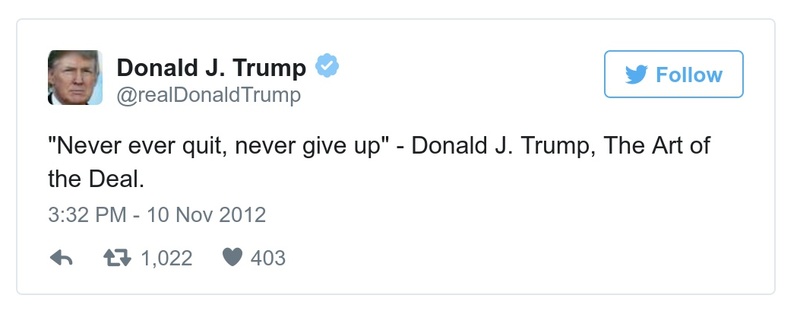 Donald J. Trump
@realDonaldTrump
Follow
"Never ever quit, never give up" - Donald J. Trump, The Art of
the Deal.
3:32 PM - 10 Nov 2012
1,022 403